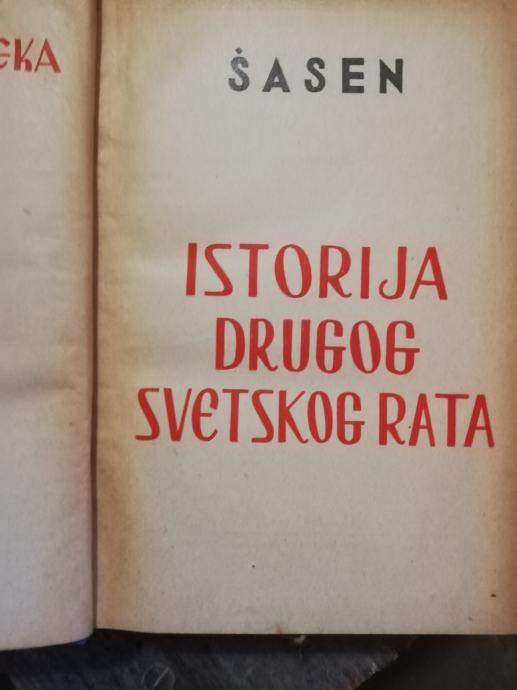 ŠASEN
ISTORIJA
DRUGOG
SVETSKOG RATA